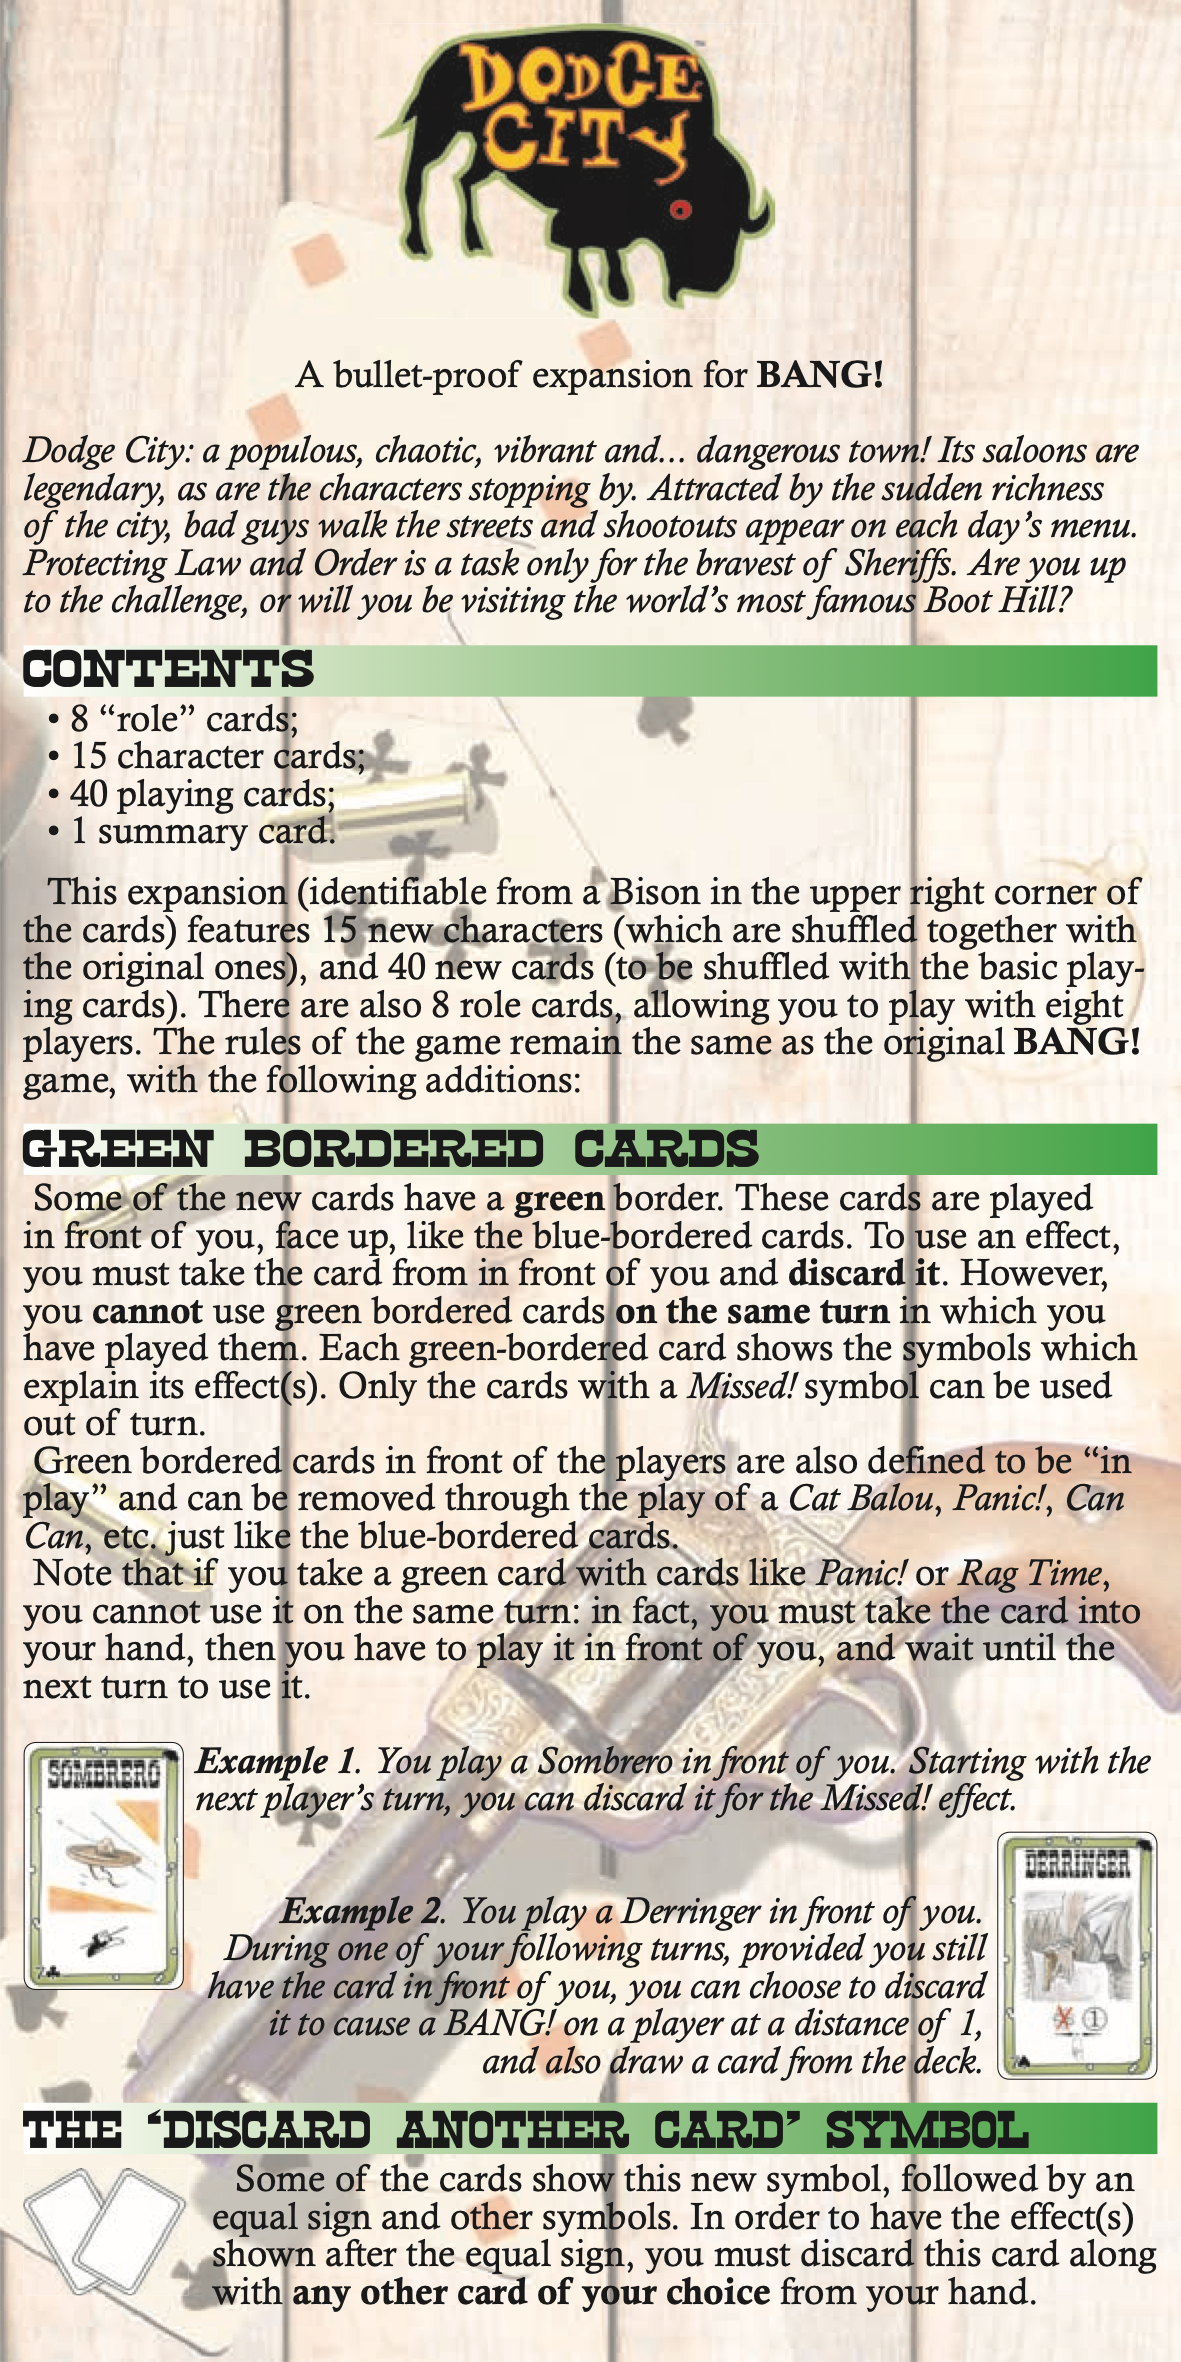 DODGE
CITY
™
A bullet-proof expansion for BANG!
Dodge City: a populous, chaotic, vibrant and… dangerous town! Its saloons are
legendary, as are the characters stopping by. Attracted by the sudden richness
of the city, bad guys walk the streets and shootouts appear on each day’s menu.
Protecting Law and Order is a task only for the bravest of Sheriffs. Are you up
to the challenge, or will you be visiting the world’s most famous Boot Hill?
CONTENTS
• 8 “role” cards;
• 15 character cards;
• 40 playing cards;
• 1 summary card.
This expansion (identifiable from a Bison in the upper right corner of
the cards) features 15 new characters (which are shuffled together with
the original ones), and 40 new cards (to be shuffled with the basic play-
ing cards). There are also 8 role cards, allowing you to play with eight
players. The rules of the game remain the same as the original BANG!
game, with the following additions:
GREEN BORDERED CARDS
Some of the new cards have a green border. These cards are played
in front of you, face up, like the blue-bordered cards. To use an effect,
you must take the card from in front of you and discard it. However,
you cannot use green bordered cards on the same turn in which you
have played them. Each green-bordered card shows the symbols which
explain its effect(s). Only the cards with a Missed! symbol can be used
out of turn.
Green bordered cards in front of the players are also defined to be “in
play” and can be removed through the play of a Cat Balou, Panic!, Can
Can, etc. just like the blue-bordered cards.
Note that if you take a green card with cards like Panic! or Rag Time,
you cannot use it on the same turn: in fact, you must take the card into
your hand, then you have to play it in front of you, and wait until the
next turn to use it.
SOMBRERO
7♣
Example 1. You play a Sombrero in front of you. Starting with the
next player’s turn, you can discard it for the Missed! effect.
Example 2. You play a Derringer in front of you.
During one of your following turns, provided you still
have the card in front of you, you can choose to discard
it to cause a BANG! on a player at a distance of 1,
and also draw a card from the deck.
DERRINGER
1
7♠
THE ‘DISCARD ANOTHER CARD’ SYMBOL
Some of the cards show this new symbol, followed by an
equal sign and other symbols. In order to have the effect(s)
shown after the equal sign, you must discard this card along
with any other card of your choice from your hand.